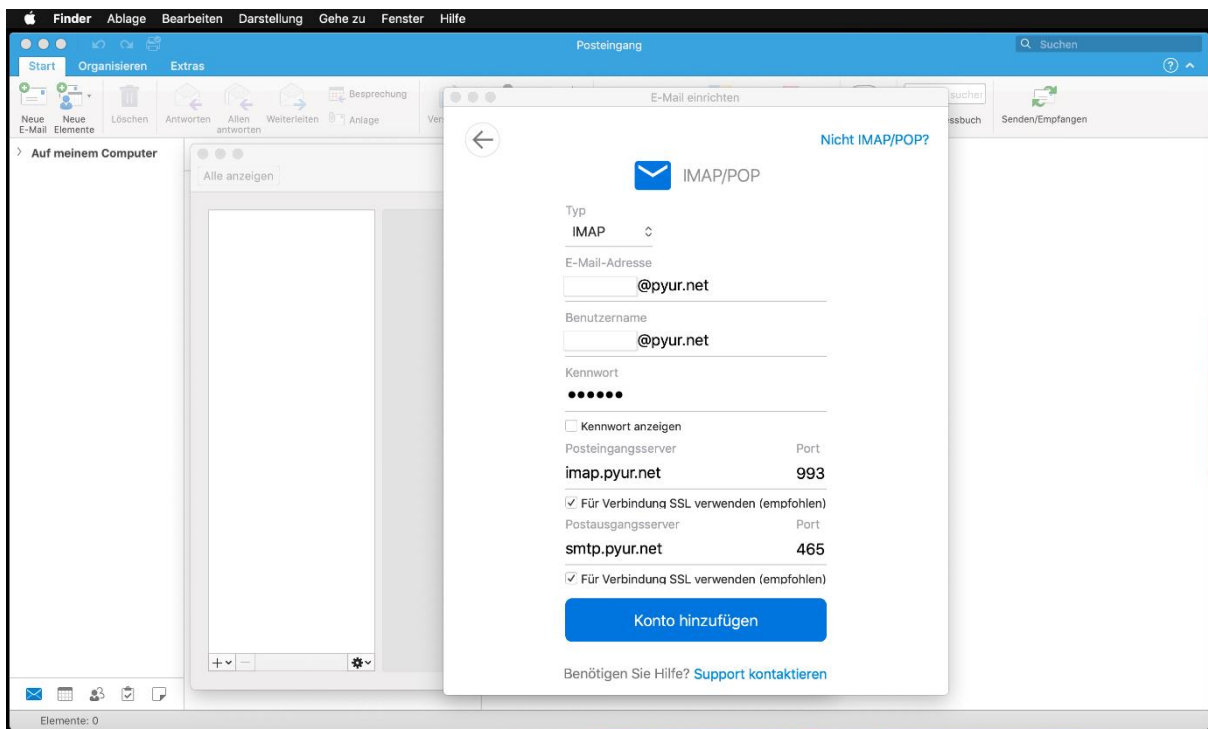 Finder Ablage Bearbeiten Darstellung Gehe zu Fenster Hilfe
Posteingang
Suchen
Start Organisieren Extras
Neue E-Mail
Neue Elemente
Löschen
Antworten
Allen antworten
Weiterleiten
Besprechung
Anlage
Ver
sucher
ssbuch
Senden/Empfangen
Auf meinem Computer
Alle anzeigen
E-Mail einrichten
Nicht IMAP/POP?
IMAP/POP
Typ
IMAP
E-Mail-Adresse
@pyur.net
Benutzername
@pyur.net
Kennwort
••••••
Kennwort anzeigen
Posteingangsserver Port
imap.pyur.net 993
Für Verbindung SSL verwenden (empfohlen)
Postausgangsserver Port
smtp.pyur.net 465
Für Verbindung SSL verwenden (empfohlen)
Konto hinzufügen
Benötigen Sie Hilfe? Support kontaktieren
Elemente: 0